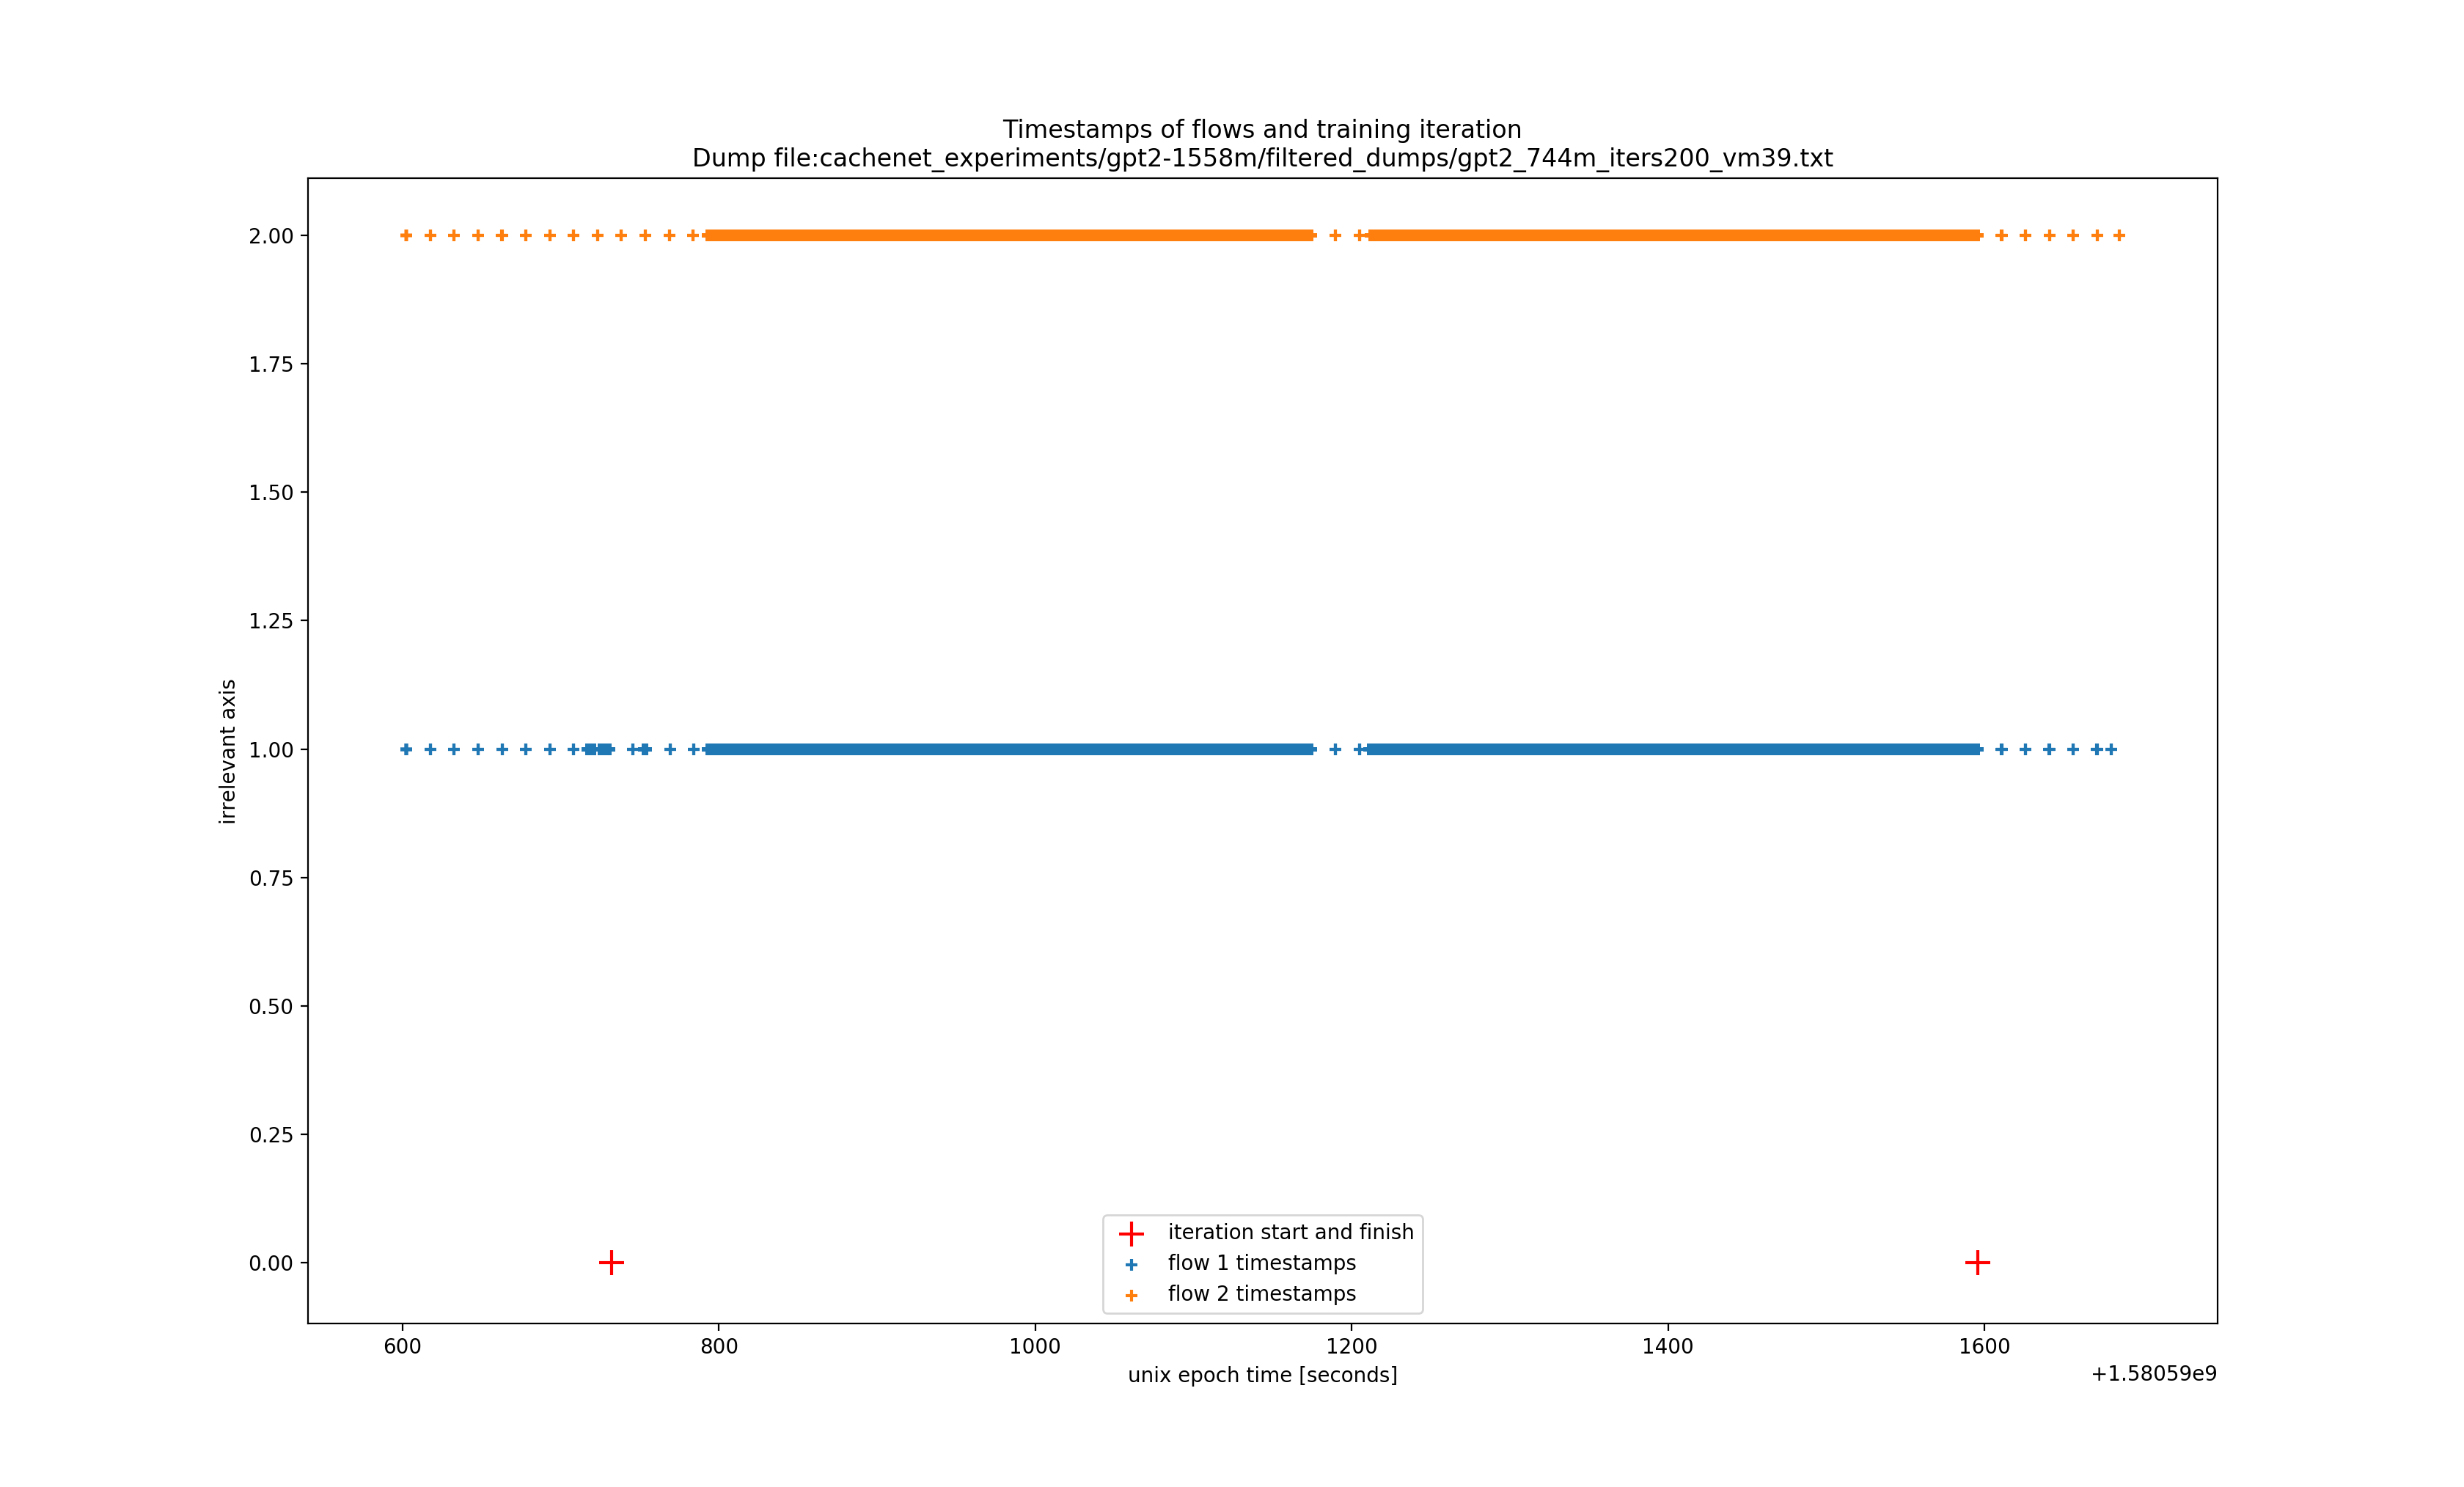 Timestamps of flows and training iteration
Dump file:cachenet_experiments/gpt2-1558m/filtered_dumps/gpt2_744m_iters200_vm39.txt
2.00
1.75
1.50
1.25
1.00
0.75
0.50
0.25
0.00
irrelevant axis
iteration start and finish
flow 1 timestamps
flow 2 timestamps
600 800 1000 1200 1400 1600
unix epoch time [seconds]
+1.58059e9